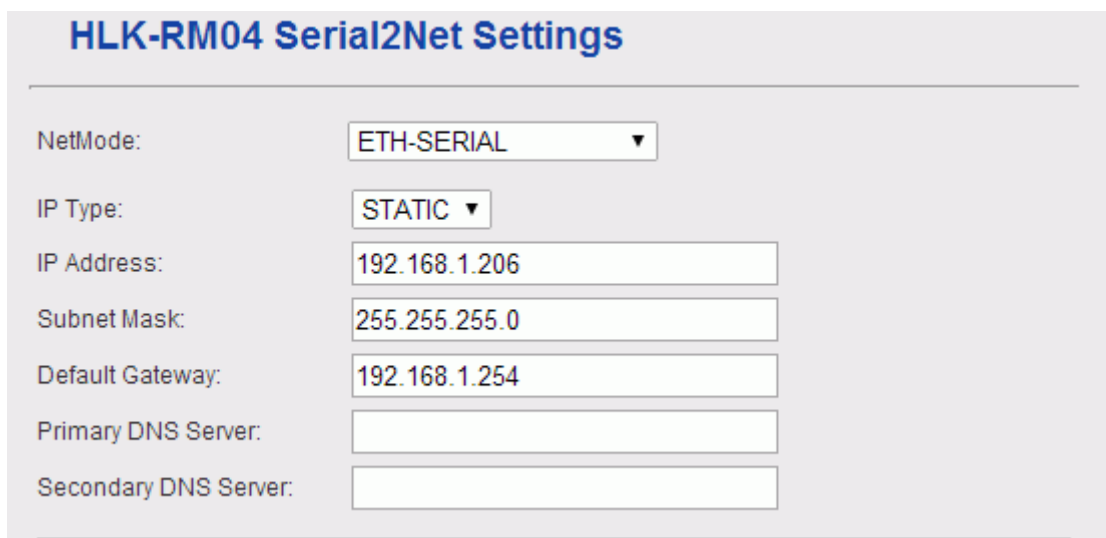 HLK-RM04 Serial2Net Settings
NetMode: ETH-SERIAL
IP Type: STATIC
IP Address: 192.168.1.206
Subnet Mask: 255.255.255.0
Default Gateway: 192.168.1.254
Primary DNS Server:
Secondary DNS Server: